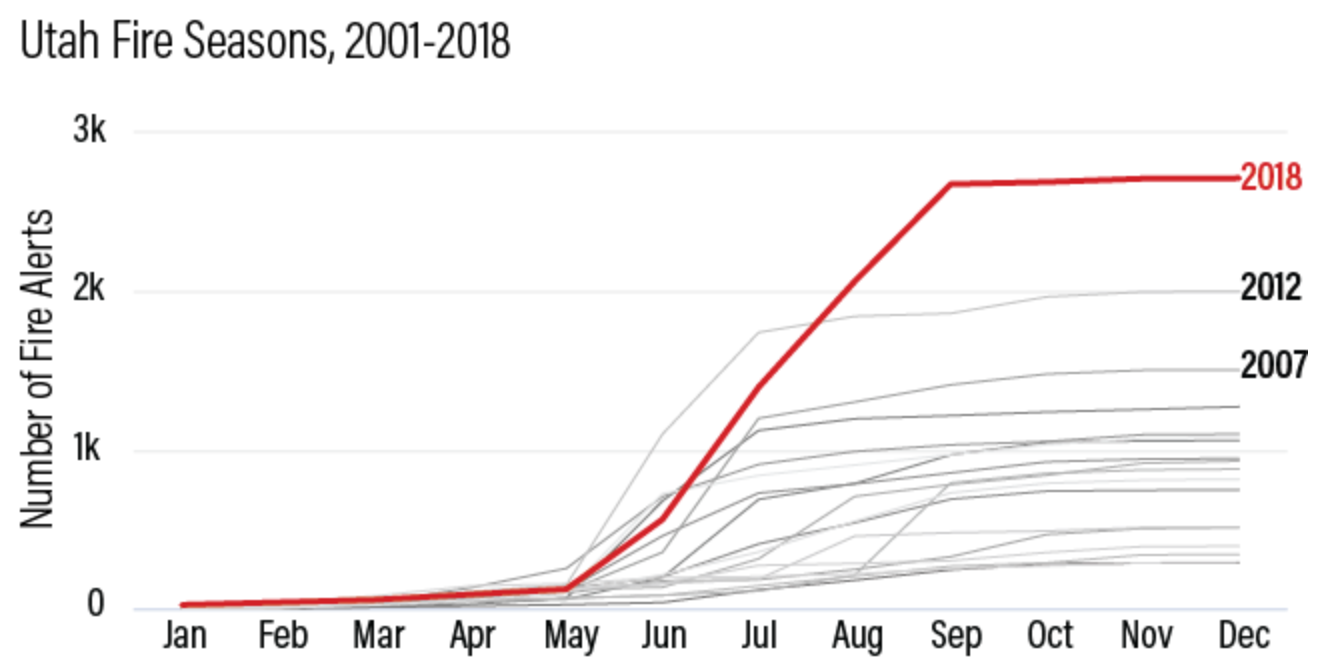 Utah Fire Seasons, 2001-2018
3k
2018
2k
2012
2007
Number of Fire Alerts
1k
0
Jan Feb Mar Apr May Jun Jul Aug Sep Oct Nov Dec